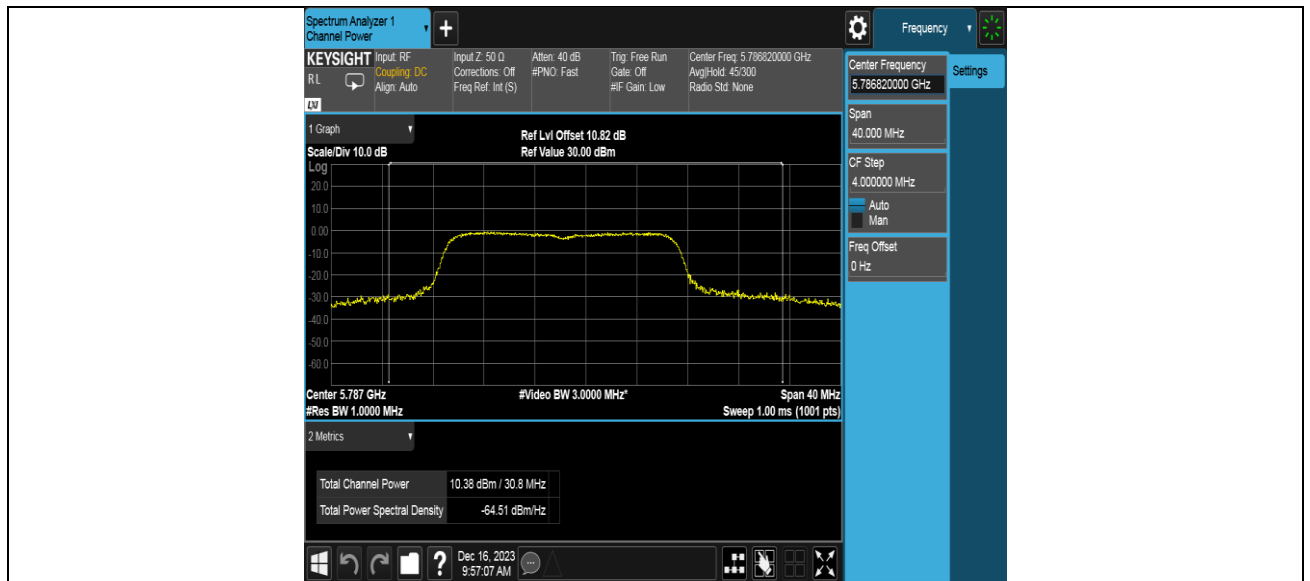 Spectrum Analyzer 1
Channel Power
+
Frequency
KEYSIGHT
RL
LXI
Input: RF
Coupling: DC
Align: Auto
Input Z: 50 Ω
Corrections: Off
Freq Ref: Int (S)
Atten: 40 dB
#PNO: Fast
Trig: Free Run
Gate: Off
#IF Gain: Low
Center Freq: 5.786820000 GHz
Avg|Hold: 45/300
Radio Std: None
Center Frequency
5.786820000 GHz
Settings
Span
40.000 MHz
CF Step
4.000000 MHz
Auto
Man
Freq Offset
0 Hz
1 Graph
Scale/Div 10.0 dB
Ref Lvl Offset 10.82 dB
Ref Value 30.00 dBm
Log
20.0
10.0
0.00
-10.0
-20.0
-30.0
-40.0
-50.0
-60.0
Center 5.787 GHz
#Video BW 3.0000 MHz*
Span 40 MHz
#Res BW 1.0000 MHz
Sweep 1.00 ms (1001 pts)
2 Metrics
Total Channel Power 10.38 dBm / 30.8 MHz
Total Power Spectral Density -64.51 dBm/Hz
?
Dec 16, 2023
9:57:07 AM